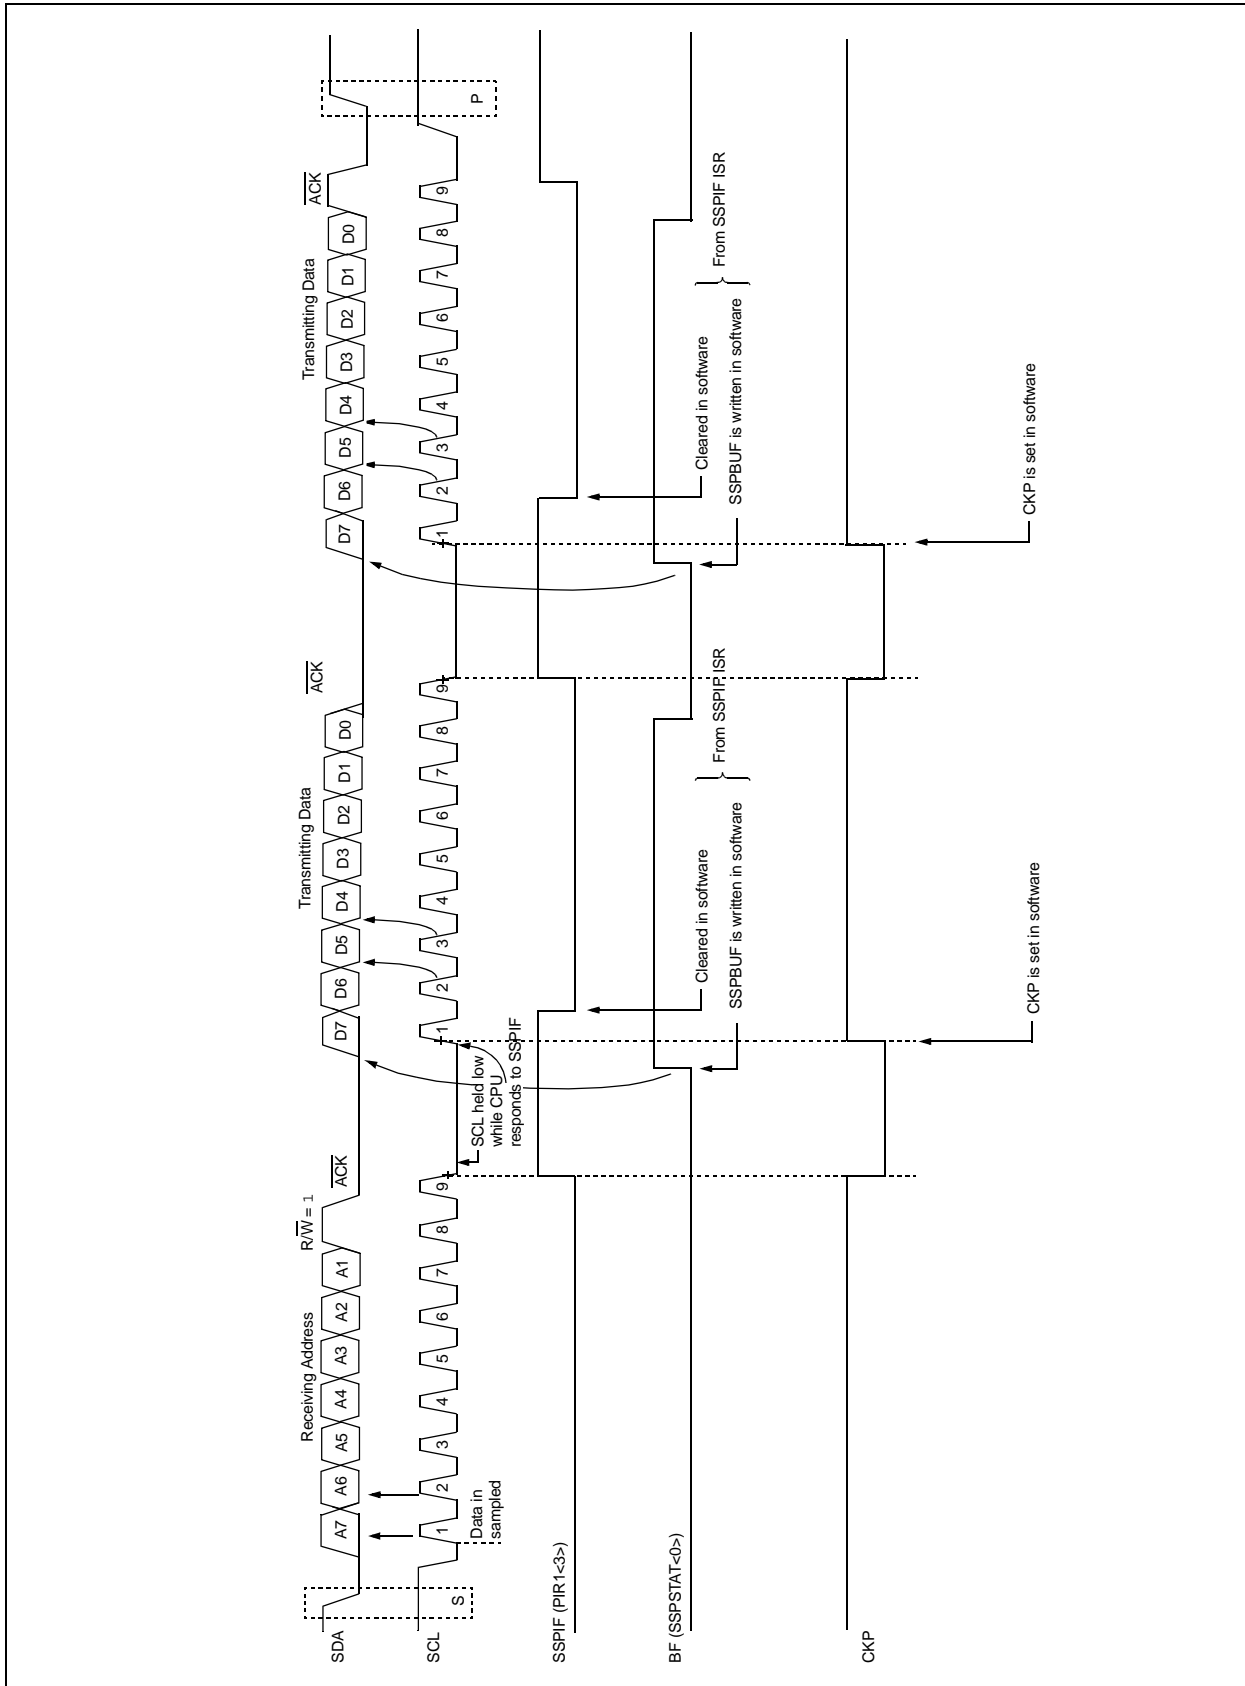 Receiving Address
R/W = 1
ACK
Transmitting Data
ACK
Transmitting Data
ACK
SDA
A7 A6 A5 A4 A3 A2 A1
D7 D6 D5 D4 D3 D2 D1 D0
D7 D6 D5 D4 D3 D2 D1 D0
SCL
S
1 2 3 4 5 6 7 8 9
1 2 3 4 5 6 7 8 9
1 2 3 4 5 6 7 8 9
P
Data in
sampled
SCL held low
while CPU
responds to SSPIF
SSPIF (PIR1<3>)
Cleared in software
Cleared in software
From SSPIF ISR
From SSPIF ISR
BF (SSPSTAT<0>)
SSPBUF is written in software
SSPBUF is written in software
CKP
CKP is set in software
CKP is set in software